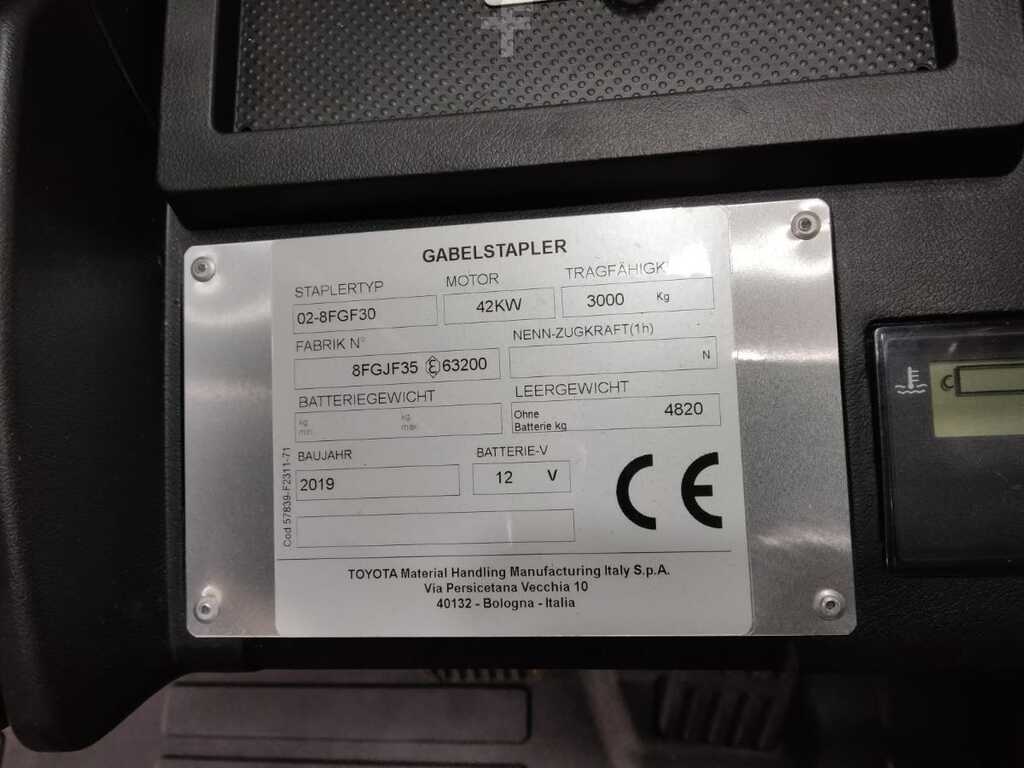 GABELSTAPLER
STAPLERTYP MOTOR TRAGFÄHIGK
02-8FGF30 42KW 3000 Kg
FABRIK N° NENN-ZUGKRAFT(1h)
8FGJF35 E 63200 N
BATTERIEGEWICHT LEERGEWICHT
kg min. kg max. Ohne Batterie kg 4820
BAUJAHR BATTERIE-V
2019 12 V
CE
Cod 57839-F2311-71
TOYOTA Material Handling Manufacturing Italy S.p.A.
Via Persicetana Vecchia 10
40132 - Bologna - Italia
C